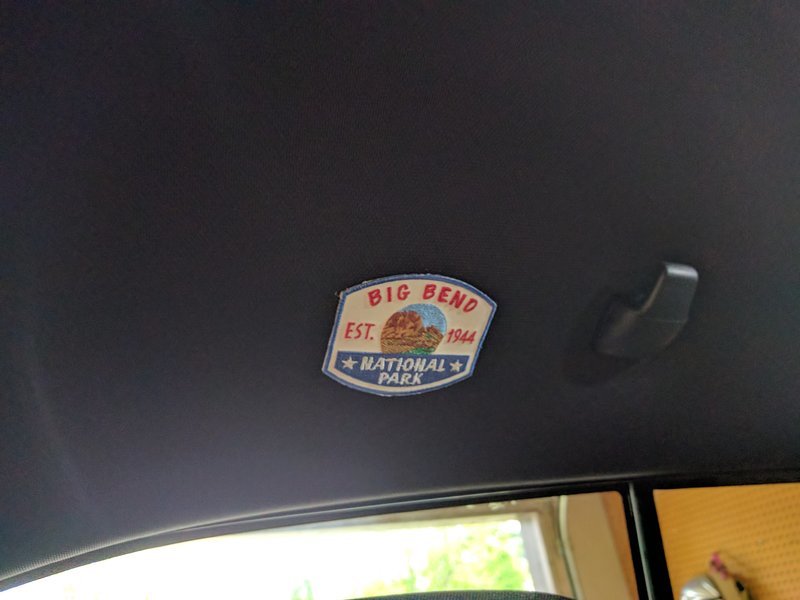 BIG BEND
EST. 1944
NATIONAL
PARK